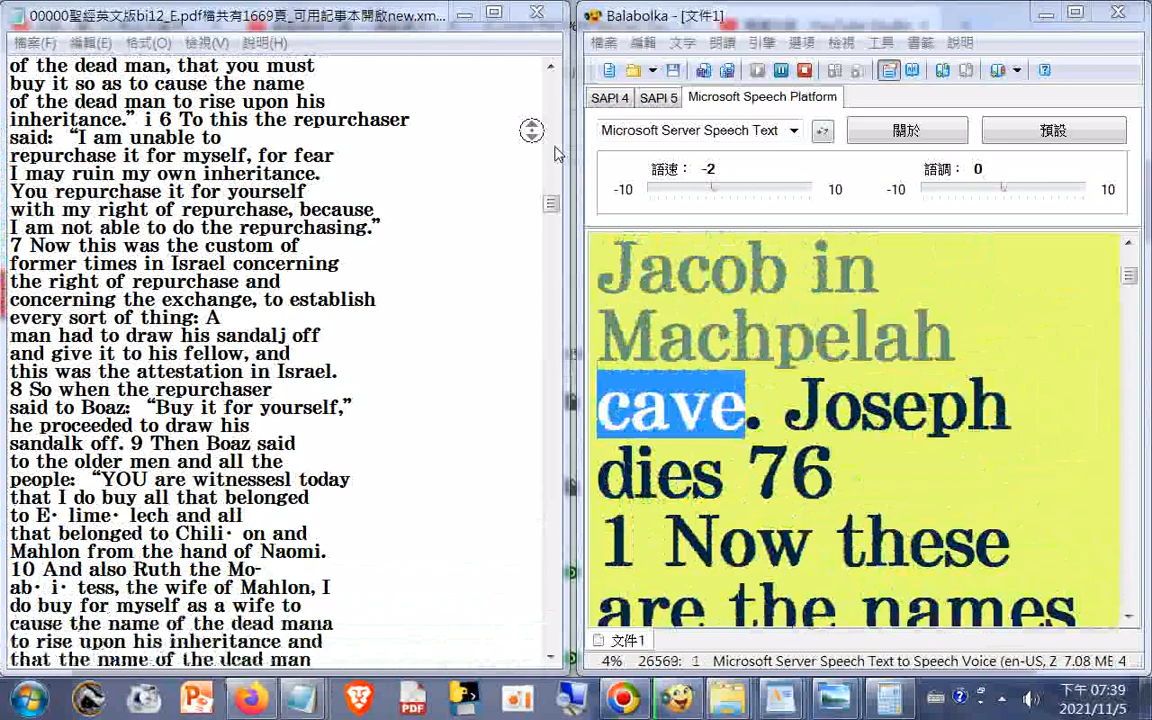 00000聖經英文版bi12_E.pdf檔共有1669頁_可用記事本開啟new.xm...
檔案(F) 編輯(E) 格式(O) 檢視(V) 說明(H)
of the dead man, that you must
buy it so as to cause the name
of the dead man to rise upon his
inheritance.” i 6 To this the repurchaser
said: “I am unable to
repurchase it for myself, for fear
I may ruin my own inheritance.
You repurchase it for yourself
with my right of repurchase, because
I am not able to do the repurchasing.”
7 Now this was the custom of
former times in Israel concerning
the right of repurchase and
concerning the exchange, to establish
every sort of thing: A
man had to draw his sandalj off
and give it to his fellow, and
this was the attestation in Israel.
8 So when the repurchaser
said to Boaz: “Buy it for yourself,”
he proceeded to draw his
sandalk off. 9 Then Boaz said
to the older men and all the
people: “YOU are witnessesl today
that I do buy all that belonged
to E· lime· lech and all
that belonged to Chili· on and
Mahlon from the hand of Naomi.
10 And also Ruth the Mo-
ab· i· tess, the wife of Mahlon, I
do buy for myself as a wife to
cause the name of the dead mana
to rise upon his inheritance and
that the name of the dead man
Balabolka - [文件1]
檔案 編輯 文字 朗讀 引擎 選項 檢視 工具 書籤 說明
SAPI 4 SAPI 5 Microsoft Speech Platform
Microsoft Server Speech Text 關於 預設
語速： -2 語調： 0
-10 10 -10 10
Jacob in
Machpelah
cave. Joseph
dies 76
1 Now these
are the names
文件1
4% 26569: 1 Microsoft Server Speech Text to Speech Voice (en-US, Z 7.08 ME 4
PDF
下午 07:39
2021/11/5